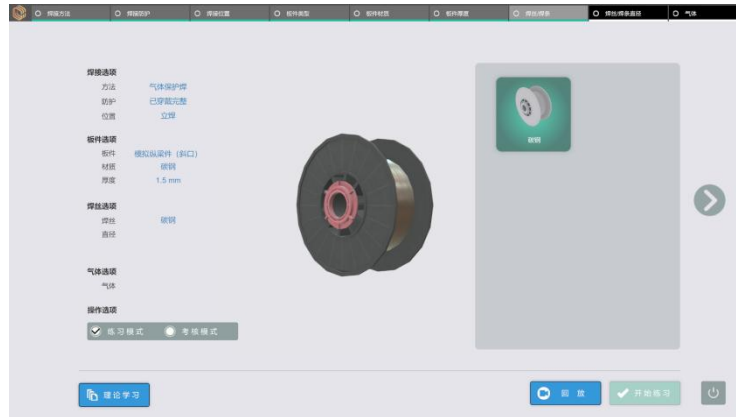 焊接方法
焊接防护
焊接位置
板件类型
板件材质
板件厚度
焊丝/焊条
焊丝/焊条直径
气体
焊接选项
方法 气体保护焊
防护 已穿戴完整
位置 立焊
板件选项
板件 模拟纵梁件（斜口）
材质 碳钢
厚度 1.5 mm
焊丝选项
焊丝 碳钢
直径
气体选项
气体
操作选项
练习模式 考核模式
碳钢
理论学习
回放
开始练习